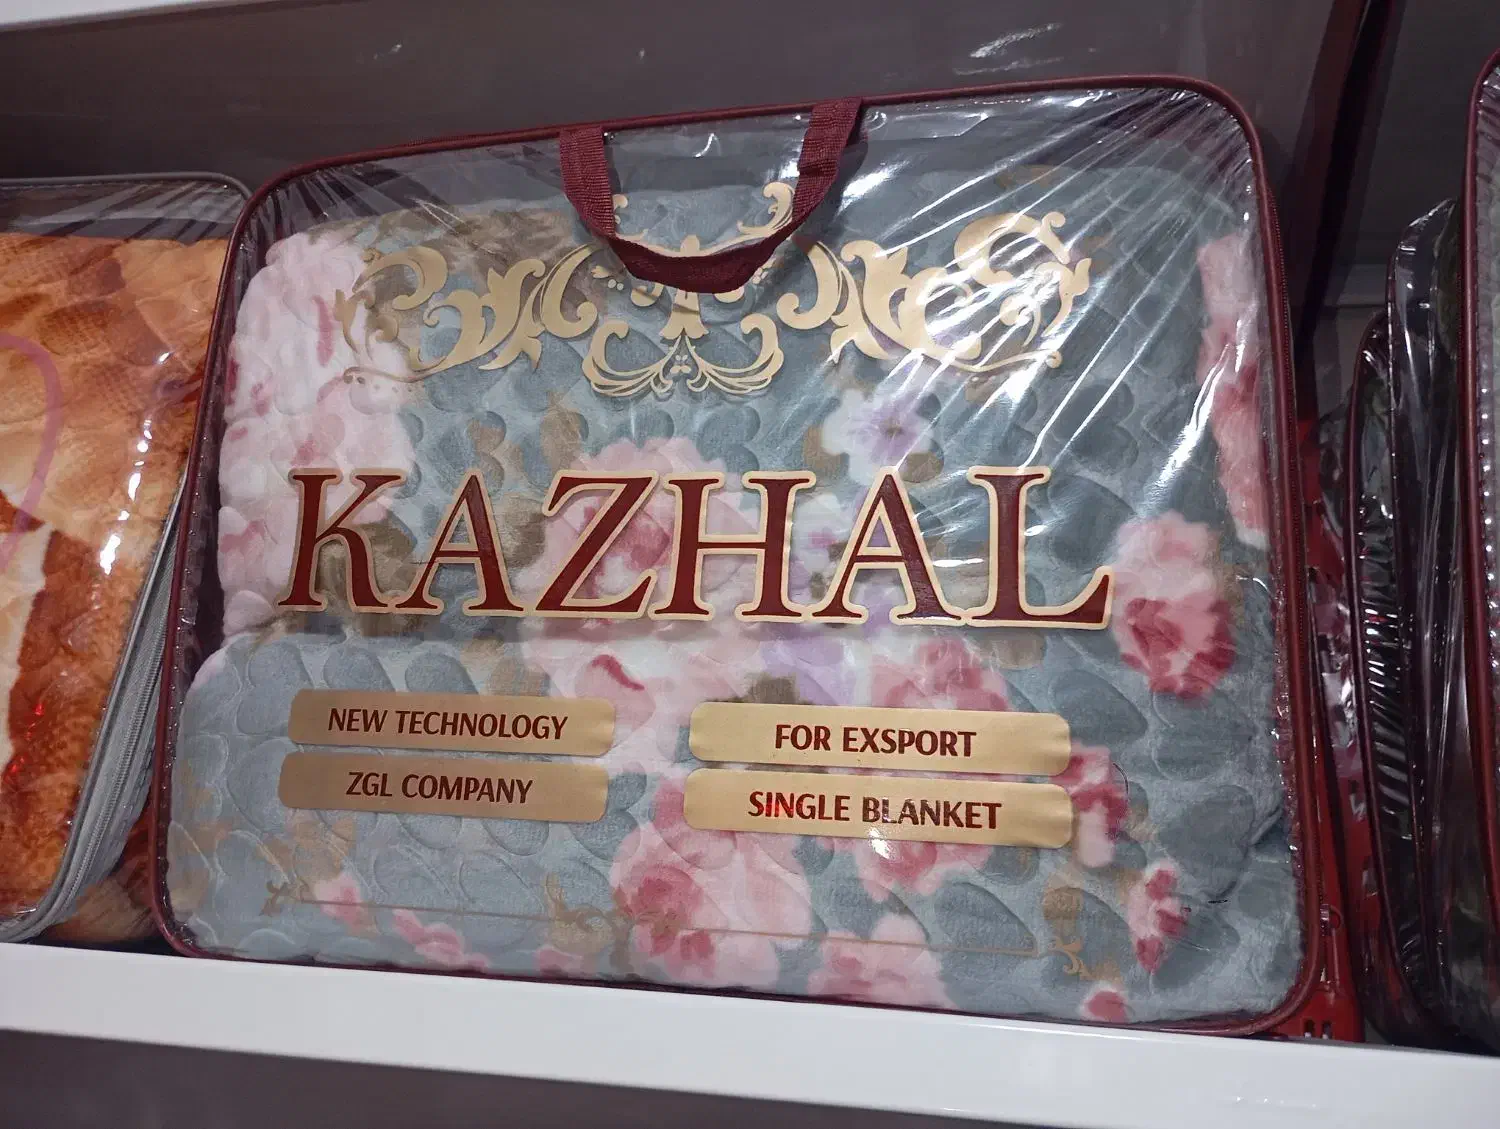 KAZHAL
NEW TECHNOLOGY
FOR EXSPORT
ZGL COMPANY
SINGLE BLANKET